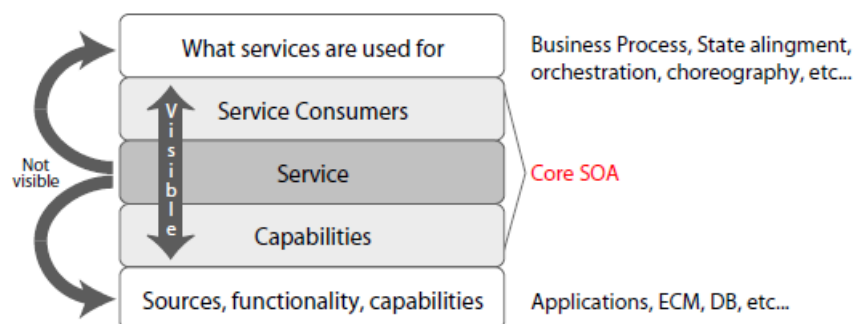 What services are used for
Business Process, State alingment,
orchestration, choreography, etc...
Service Consumers
Visible
Not
visible
Service
Core SOA
Capabilities
Sources, functionality, capabilities
Applications, ECM, DB, etc...